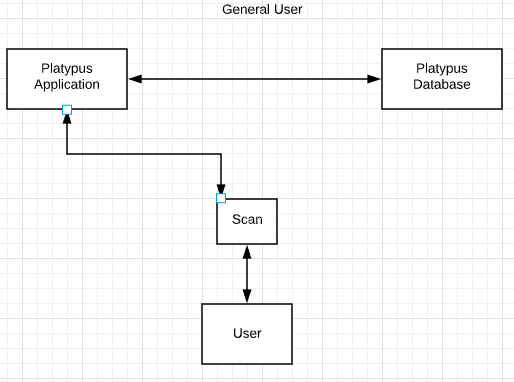 General User
Platypus
Application
Platypus
Database
Scan
User